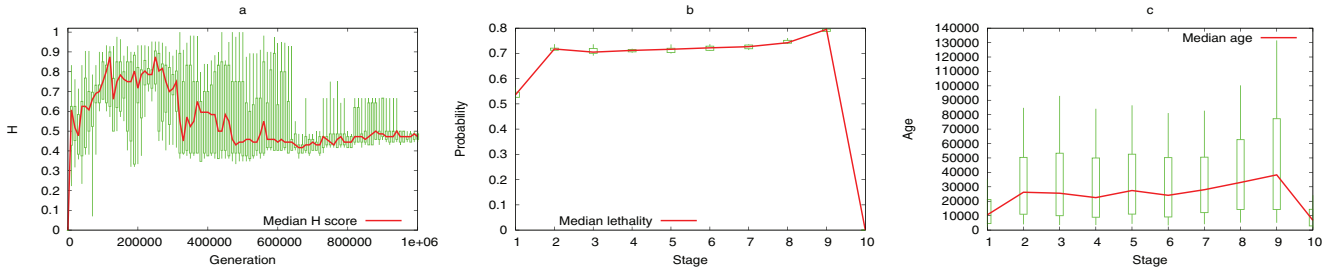 a
1
0.9
0.8
0.7
0.6
0.5
0.4
0.3
0.2
0.1
0
H
Median H score
0 200000 400000 600000 800000 1e+06
Generation
b
0.8
0.7
0.6
0.5
0.4
0.3
0.2
0.1
0
Probability
Median lethality
1 2 3 4 5 6 7 8 9 10
Stage
c
140000
130000
120000
110000
100000
90000
80000
70000
60000
50000
40000
30000
20000
10000
0
Age
Median age
1 2 3 4 5 6 7 8 9 10
Stage